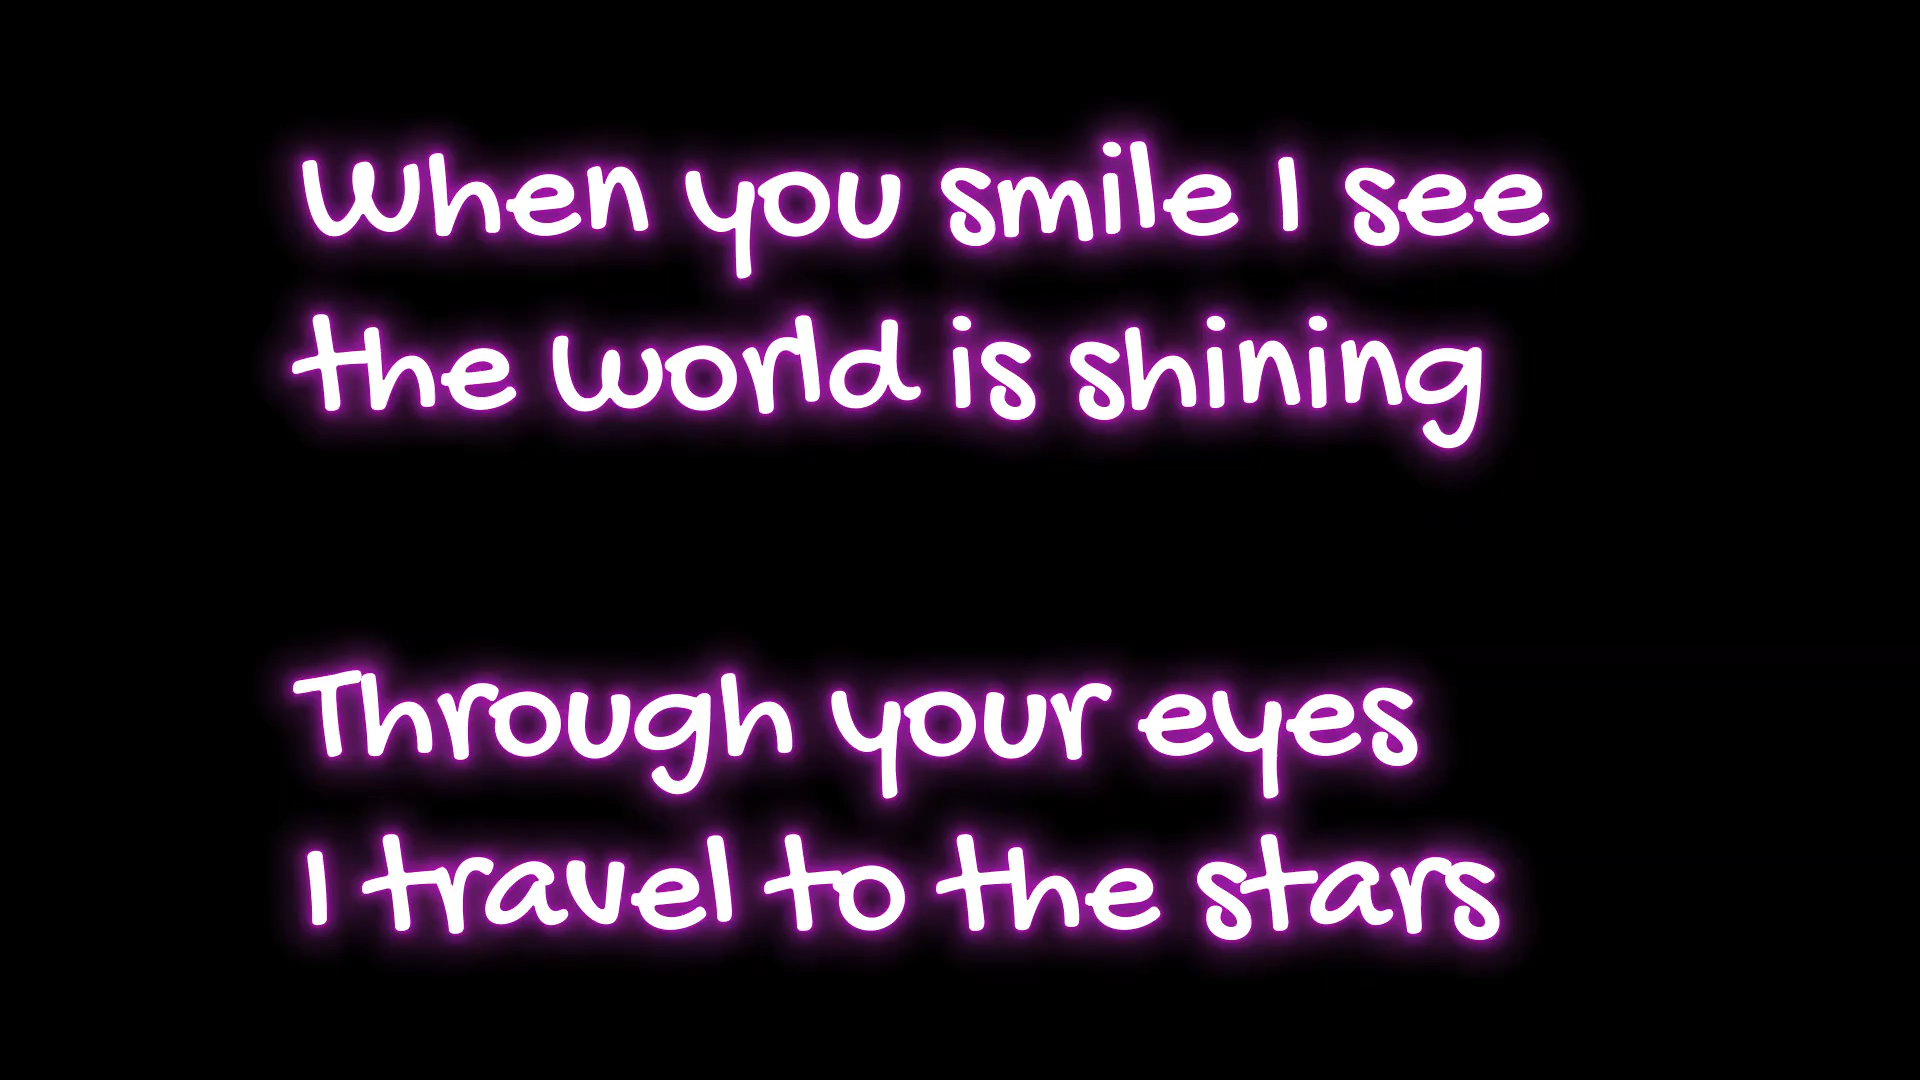 When you smile I see
the world is shining
Through your eyes
I travel to the stars